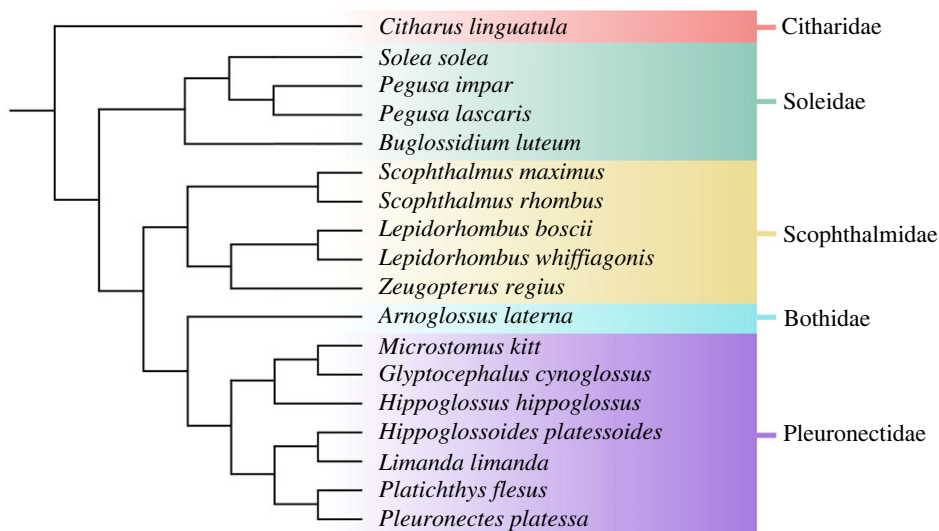 Citharus linguatula
Citharidae
Solea solea
Pegusa impar
Soleidae
Pegusa lascaris
Buglossidium luteum
Scophthalmus maximus
Scophthalmus rhombus
Lepidorhombus boscii
Scophthalmidae
Lepidorhombus whiffiagonis
Zeugopterus regius
Arnoglossus laterna
Bothidae
Microstomus kitt
Glyptocephalus cynoglossus
Hippoglossus hippoglossus
Hippoglossoides platessoides
Pleuronectidae
Limanda limanda
Platichthys flesus
Pleuronectes platessa